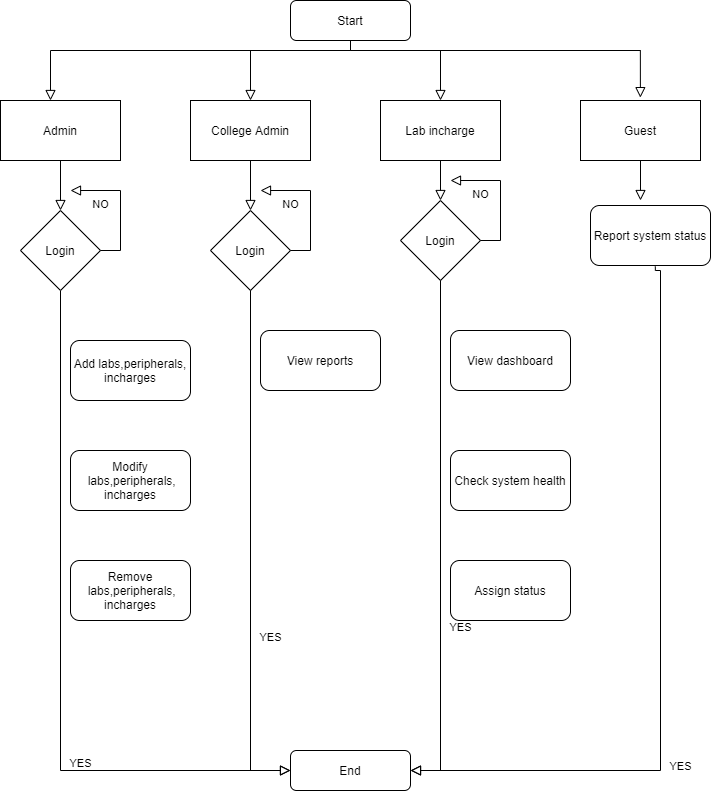 Start
Admin
College Admin
Lab incharge
Guest
NO
NO
NO
Login
Login
Login
Report system status
Add labs,peripherals,
incharges
View reports
View dashboard
Modify
labs,peripherals,
incharges
Check system health
Remove
labs,peripherals,
incharges
Assign status
YES
YES
YES
End
YES